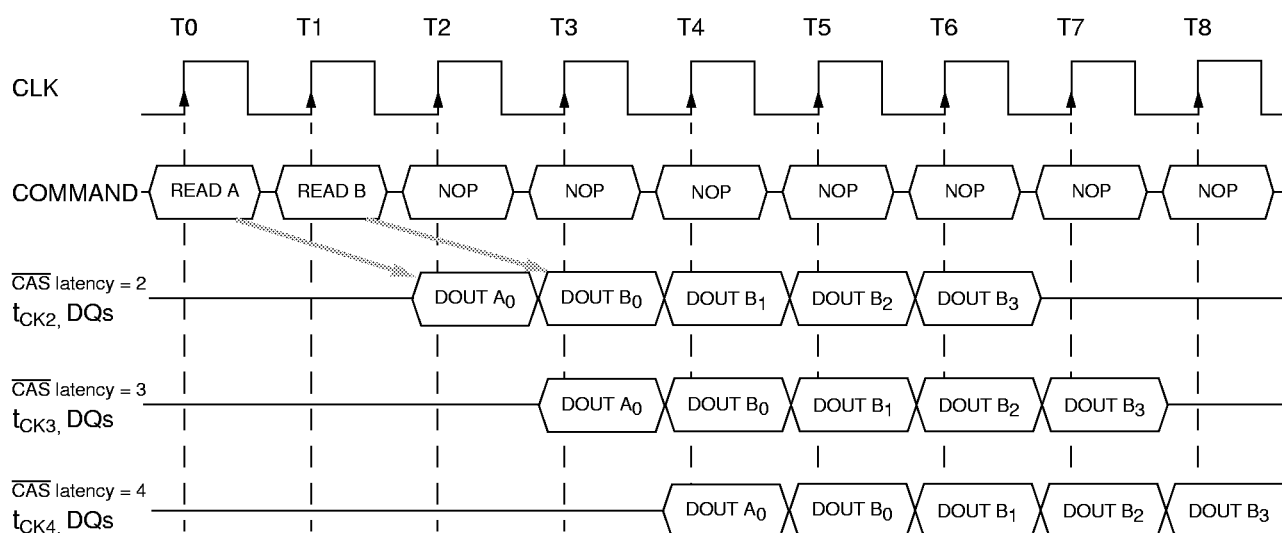 T0 T1 T2 T3 T4 T5 T6 T7 T8
CLK
COMMAND READ A READ B NOP NOP NOP NOP NOP NOP NOP
CAS latency = 2
tCK2, DQs DOUT A0 DOUT B0 DOUT B1 DOUT B2 DOUT B3
CAS latency = 3
tCK3, DQs DOUT A0 DOUT B0 DOUT B1 DOUT B2 DOUT B3
CAS latency = 4
tCK4, DQs DOUT A0 DOUT B0 DOUT B1 DOUT B2 DOUT B3